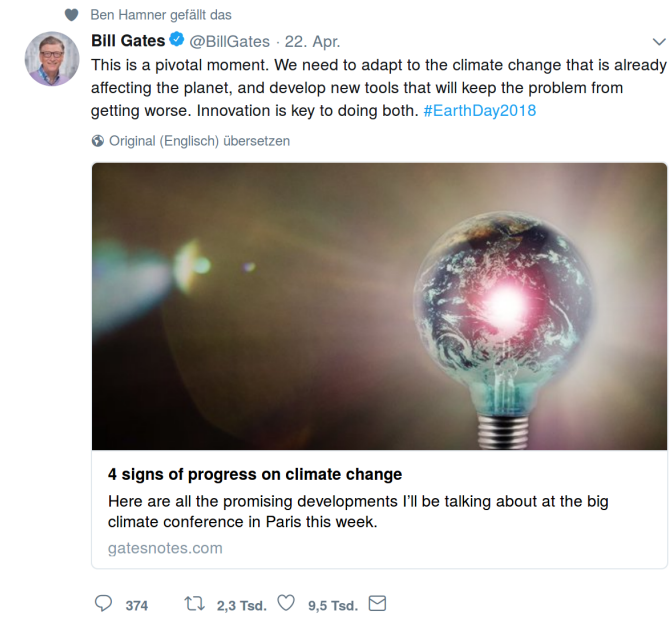 Ben Hamner gefällt das
Bill Gates @BillGates · 22. Apr.
This is a pivotal moment. We need to adapt to the climate change that is already
affecting the planet, and develop new tools that will keep the problem from
getting worse. Innovation is key to doing both. #EarthDay2018
Original (Englisch) übersetzen
4 signs of progress on climate change
Here are all the promising developments I'll be talking about at the big
climate conference in Paris this week.
gatesnotes.com
374 2,3 Tsd. 9,5 Tsd.